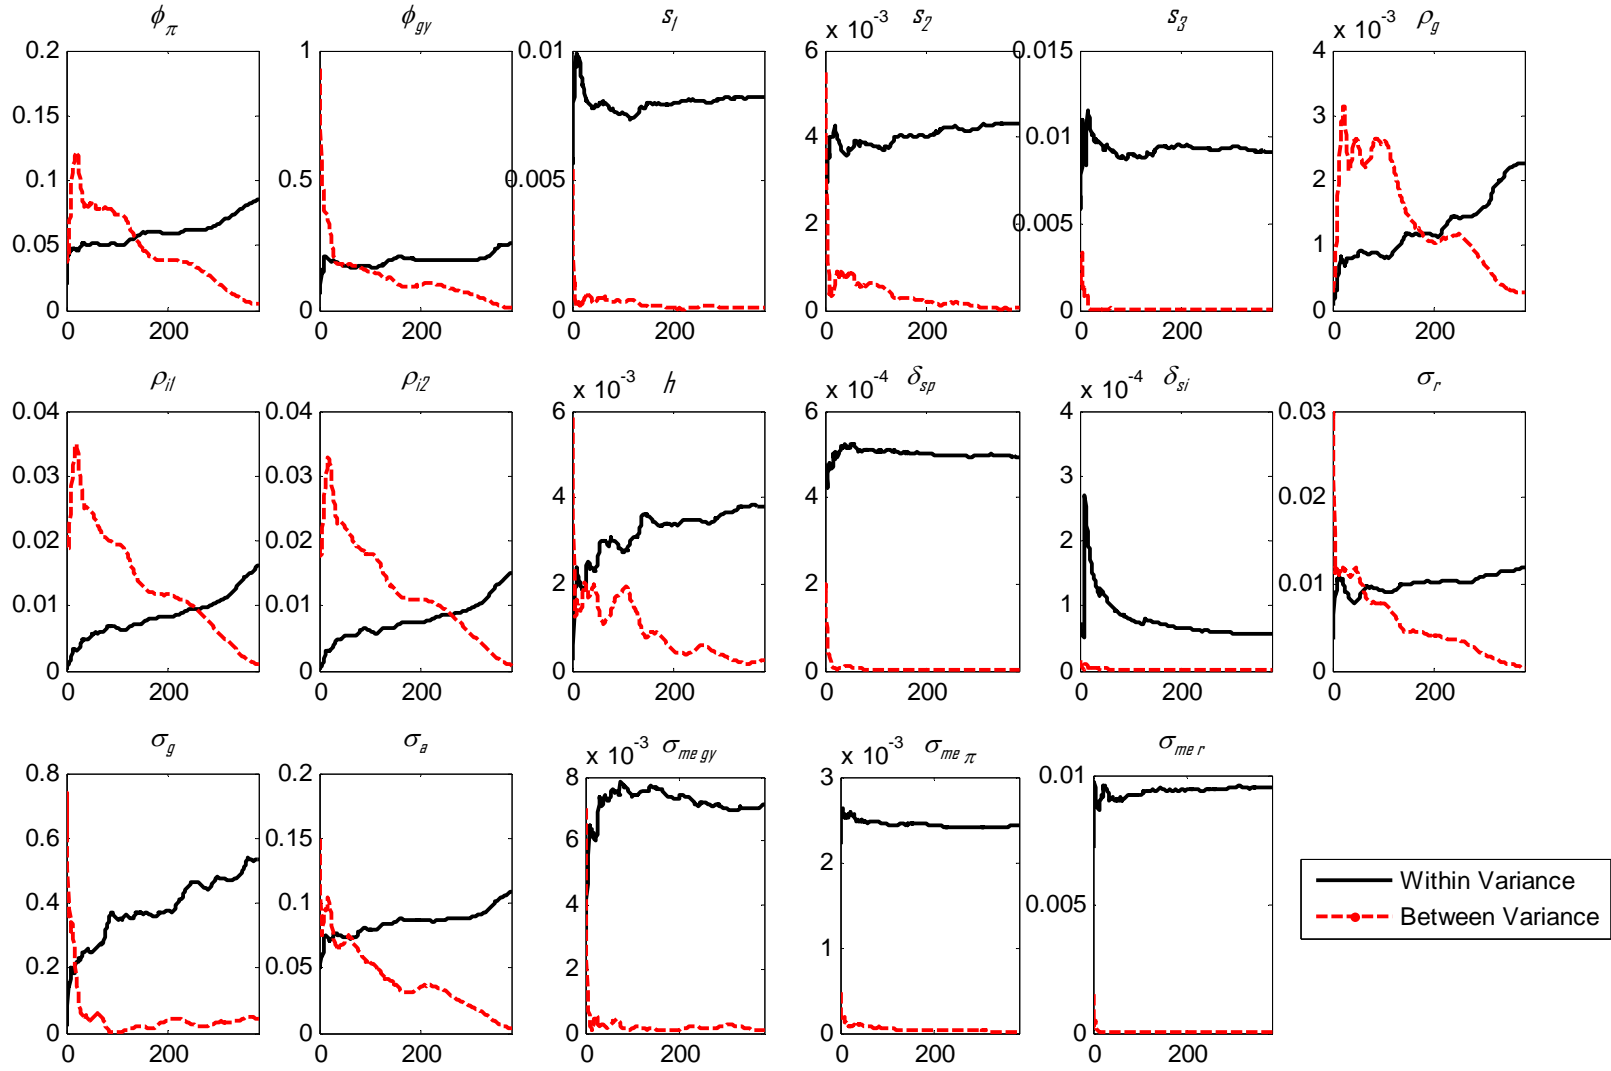 ϕπ ϕgy s1 x 10-3 s2 s3 x 10-3 ρg
0.2 1 0.01 6 0.015 4
0.15 3
0.1 0.5 0.005 4 0.01 2
0.05 2 0.005 1
0 0 0 0 0 0
0 200 0 200 0 200 0 200 0 200 0 200
ρi1 ρi2 x 10-3 h x 10-4 δsp x 10-4 δsi σr
0.04 0.04 6 6 4 0.03
0.03 0.03 4 4 3 0.02
0.02 0.02 2
0.01 0.01 2 2 1 0.01
0 0 0 0 0 0
0 200 0 200 0 200 0 200 0 200 0 200
σg σa x 10-3 σme gy x 10-3 σme π σme r
0.8 0.2 8 3 0.01
0.6 0.15 6 2
0.4 0.1 4 0.005
0.2 0.05 2 1
0 0 0 0 0
0 200 0 200 0 200 0 200 0 200
Within Variance
Between Variance